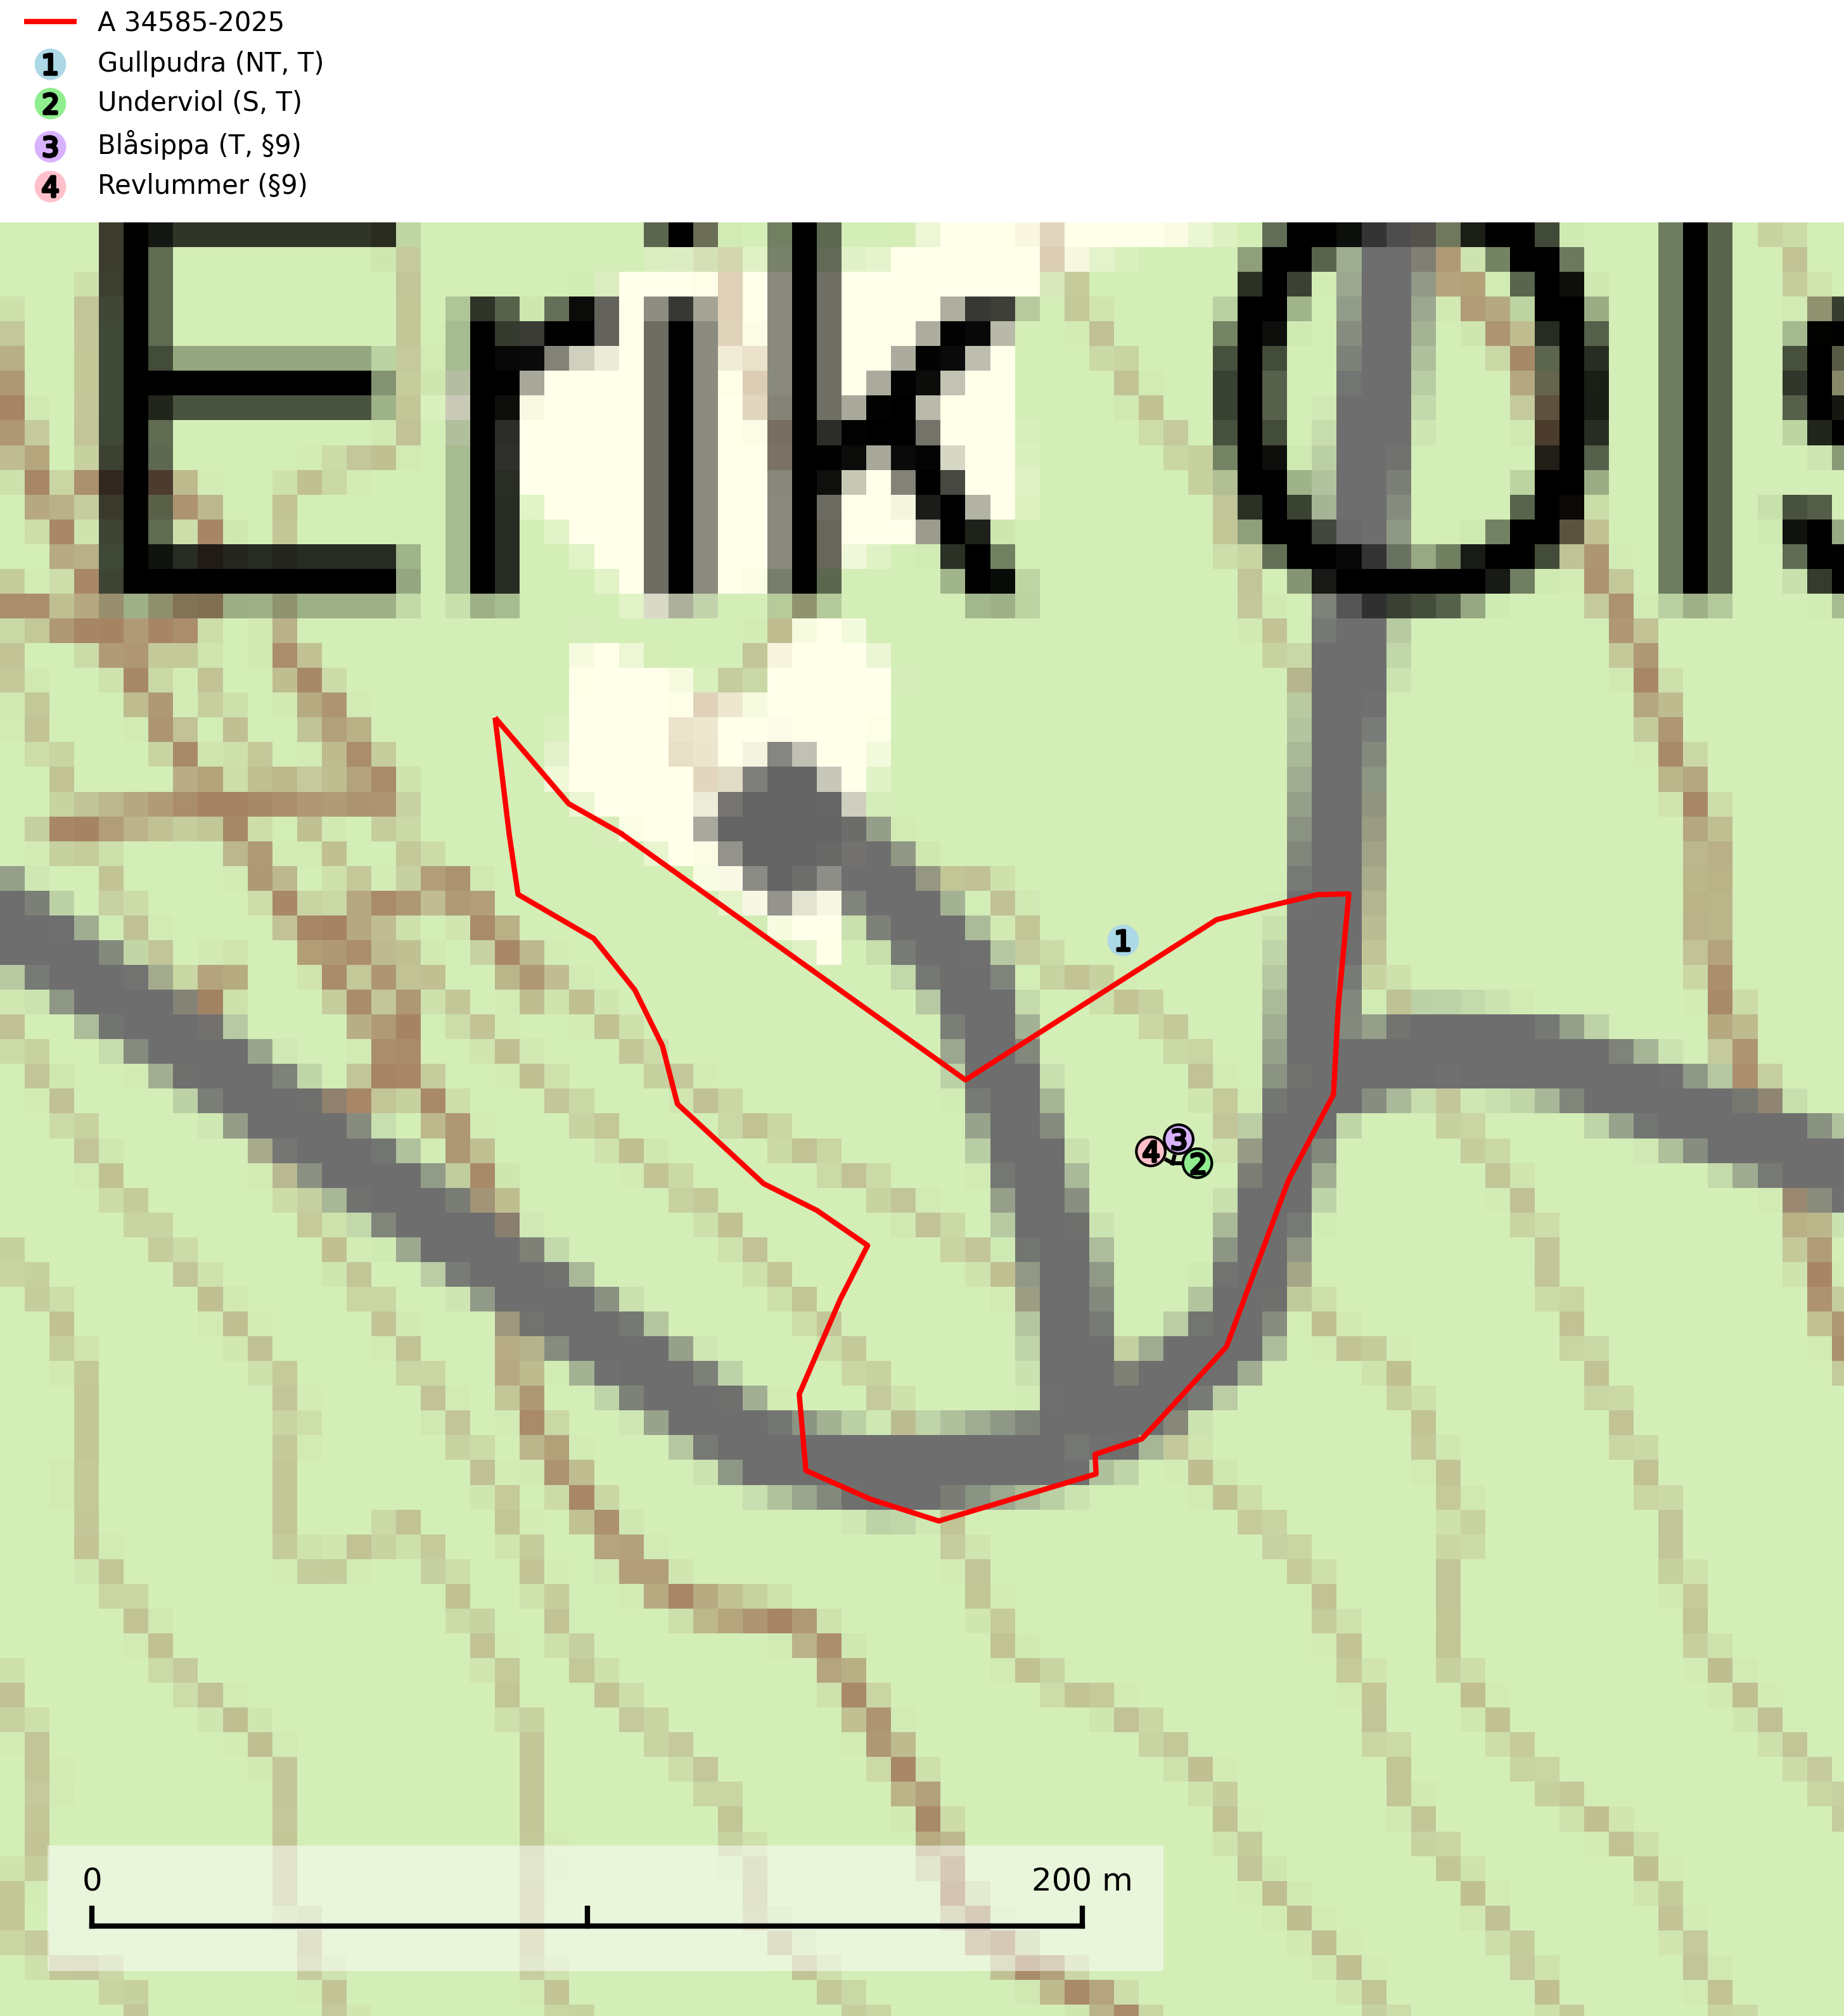 A 34585-2025
1 Gullpudra (NT, T)
2 Underviol (S, T)
3 Blåsippa (T, §9)
4 Revlummer (§9)
Erik Ols
1
3
4
2
0 200 m